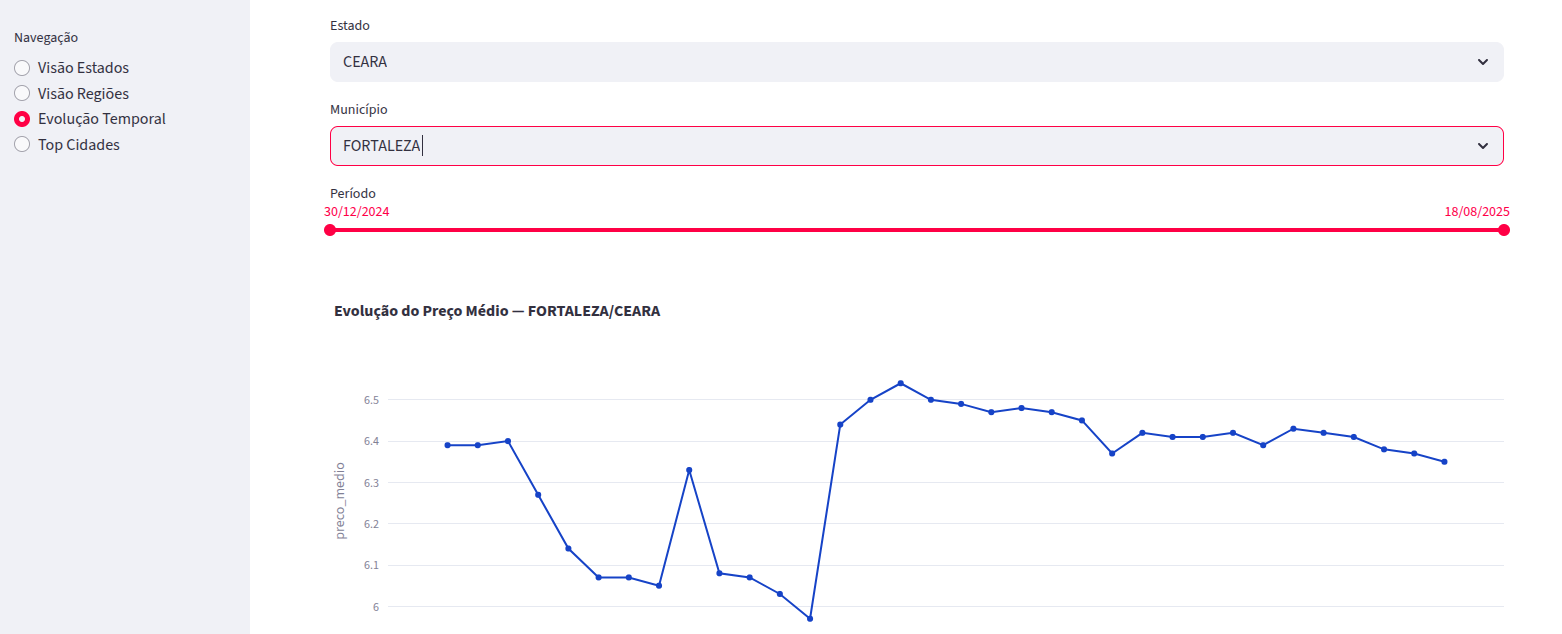 Navegação
Visão Estados
Visão Regiões
Evolução Temporal
Top Cidades
Estado
CEARA
Município
FORTALEZA
Período
30/12/2024
18/08/2025
Evolução do Preço Médio — FORTALEZA/CEARA
6.5
6.4
6.3
6.2
6.1
6
preco_medio